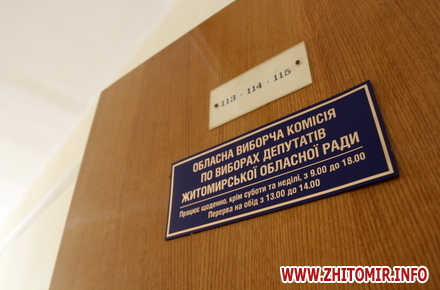 113 · 114 · 115
ОБЛАСНА ВИБОРЧА КОМІСІЯ
ПО ВИБОРАХ ДЕПУТАТІВ
ЖИТОМИРСЬКОЇ ОБЛАСНОЇ РАДИ
Працює щоденно, крім суботи та неділі, з 9.00 до 18.00
Перерва на обід з 13.00 до 14.00
WWW.ZHITOMIR.INFO